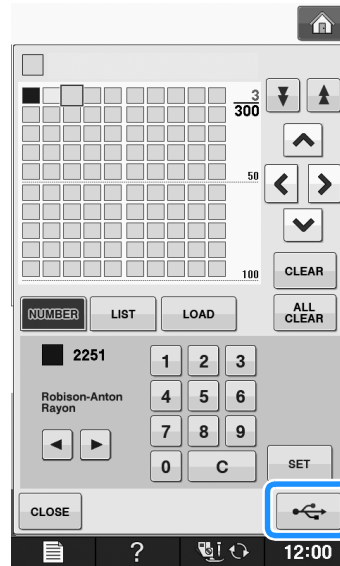 3
300
50
100
CLEAR
NUMBER LIST LOAD ALL CLEAR
2251
Robison-Anton
Rayon
1 2 3
4 5 6
7 8 9
0 C
SET
CLOSE
? 12:00